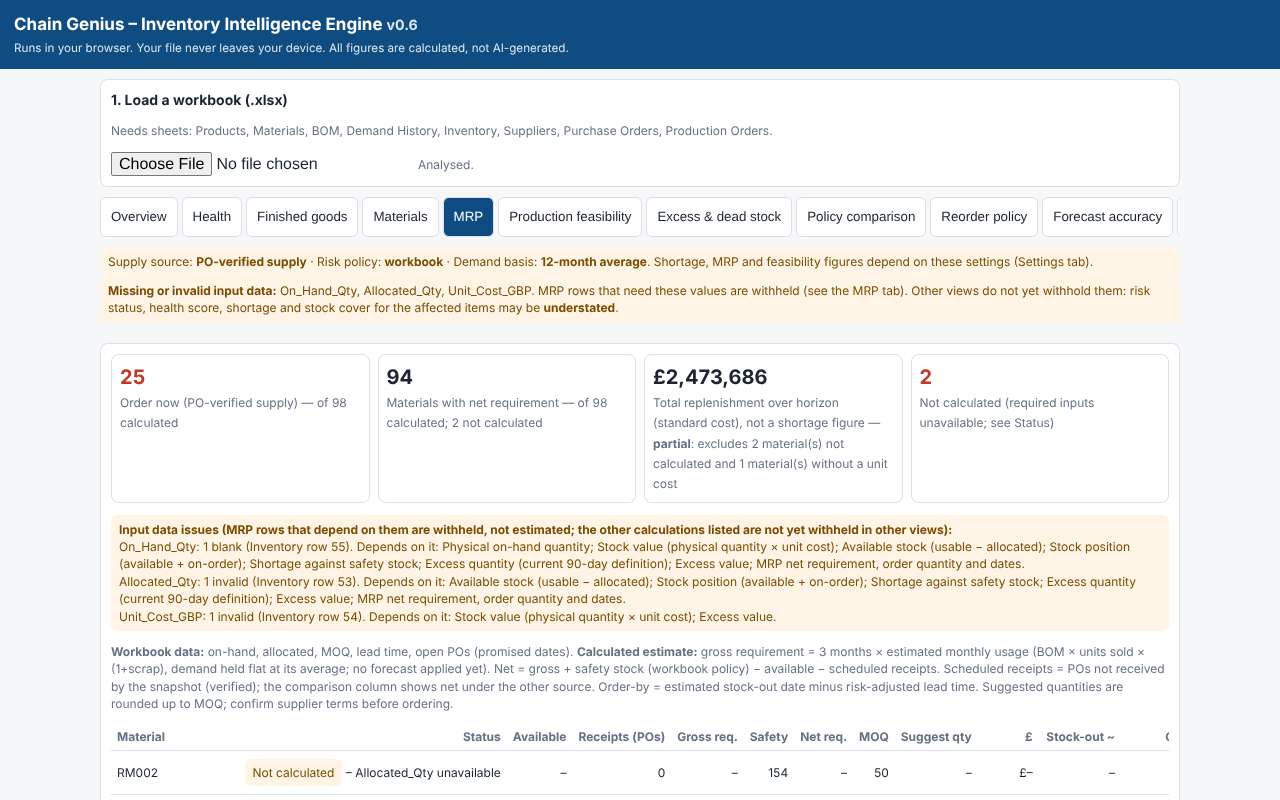 Chain Genius – Inventory Intelligence Engine v0.6
Runs in your browser. Your file never leaves your device. All figures are calculated, not AI-generated.
1. Load a workbook (.xlsx)
Needs sheets: Products, Materials, BOM, Demand History, Inventory, Suppliers, Purchase Orders, Production Orders.
Choose File No file chosen Analysed.
Overview Health Finished goods Materials MRP Production feasibility Excess & dead stock Policy comparison Reorder policy Forecast accuracy
Supply source: PO-verified supply · Risk policy: workbook · Demand basis: 12-month average. Shortage, MRP and feasibility figures depend on these settings (Settings tab).
Missing or invalid input data: On_Hand_Qty, Allocated_Qty, Unit_Cost_GBP. MRP rows that need these values are withheld (see the MRP tab). Other views do not yet withhold them: risk
status, health score, shortage and stock cover for the affected items may be understated.
25
Order now (PO-verified supply) — of 98
calculated
94
Materials with net requirement — of 98
calculated; 2 not calculated
£2,473,686
Total replenishment over horizon
(standard cost), not a shortage figure —
partial: excludes 2 material(s) not
calculated and 1 material(s) without a unit
cost
2
Not calculated (required inputs
unavailable; see Status)
Input data issues (MRP rows that depend on them are withheld, not estimated; the other calculations listed are not yet withheld in other views):
On_Hand_Qty: 1 blank (Inventory row 55). Depends on it: Physical on-hand quantity; Stock value (physical quantity × unit cost); Available stock (usable − allocated); Stock position
(available + on-order); Shortage against safety stock; Excess quantity (current 90-day definition); Excess value; MRP net requirement, order quantity and dates.
Allocated_Qty: 1 invalid (Inventory row 53). Depends on it: Available stock (usable − allocated); Stock position (available + on-order); Shortage against safety stock; Excess quantity
(current 90-day definition); Excess value; MRP net requirement, order quantity and dates.
Unit_Cost_GBP: 1 invalid (Inventory row 54). Depends on it: Stock value (physical quantity × unit cost); Excess value.
Workbook data: on-hand, allocated, MOQ, lead time, open POs (promised dates). Calculated estimate: gross requirement = 3 months × estimated monthly usage (BOM × units sold ×
(1+scrap), demand held flat at its average; no forecast applied yet). Net = gross + safety stock (workbook policy) − available − scheduled receipts. Scheduled receipts = POs not received
by the snapshot (verified); the comparison column shows net under the other source. Order-by = estimated stock-out date minus risk-adjusted lead time. Suggested quantities are
rounded up to MOQ; confirm supplier terms before ordering.
Material Status Available Receipts (POs) Gross req. Safety Net req. MOQ Suggest qty £ Stock-out ~
RM002 Not calculated – Allocated_Qty unavailable – 0 – 154 – 50 – £– –